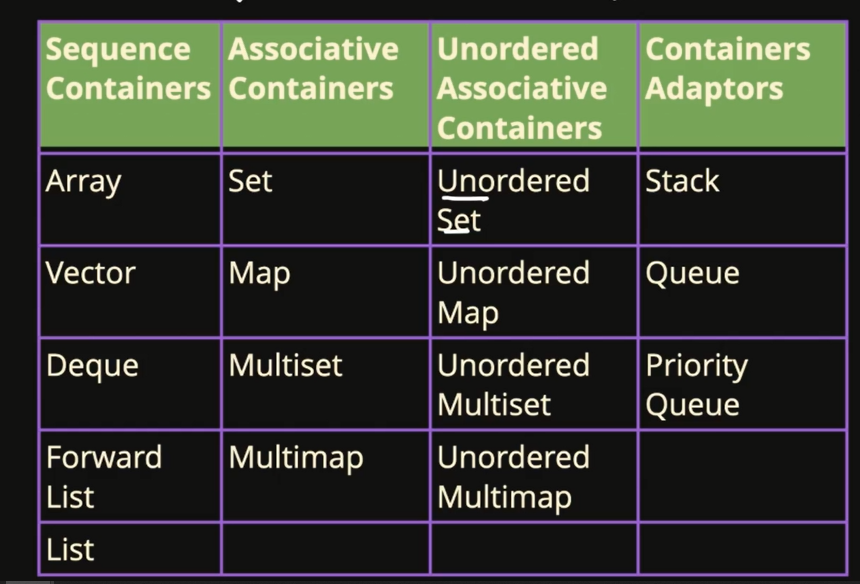 Sequence Containers | Associative Containers | Unordered Associative Containers | Containers Adaptors
Array | Set | Unordered Set | Stack
Vector | Map | Unordered Map | Queue
Deque | Multiset | Unordered Multiset | Priority Queue
Forward List | Multimap | Unordered Multimap |
List | | |